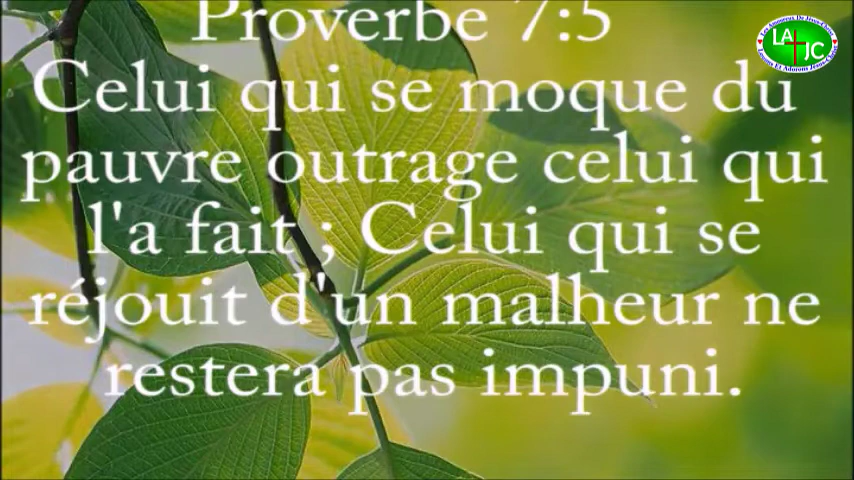 Proverbe 7:5
Celui qui se moque du
pauvre outrage celui qui
l'a fait ; Celui qui se
réjouit d'un malheur ne
restera pas impuni.
LA JC